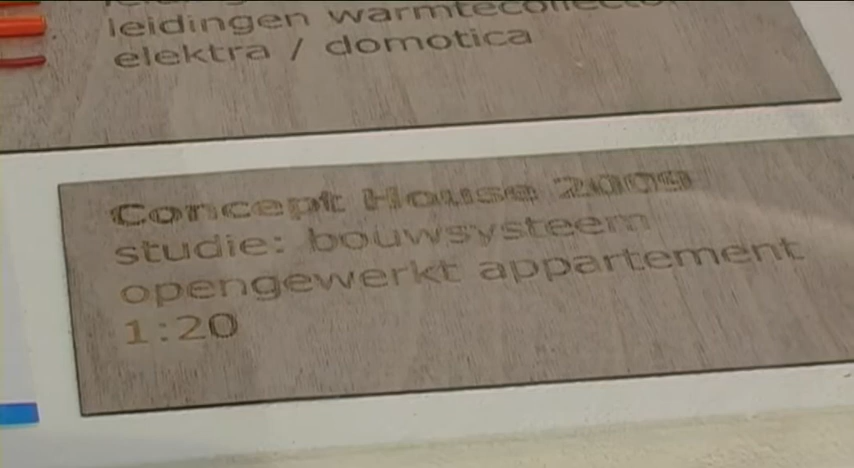 leidingen warmtecollector
elektra / domotica
Concept House 2009
studie: bouwsysteem
opengewerkt appartement
1:20